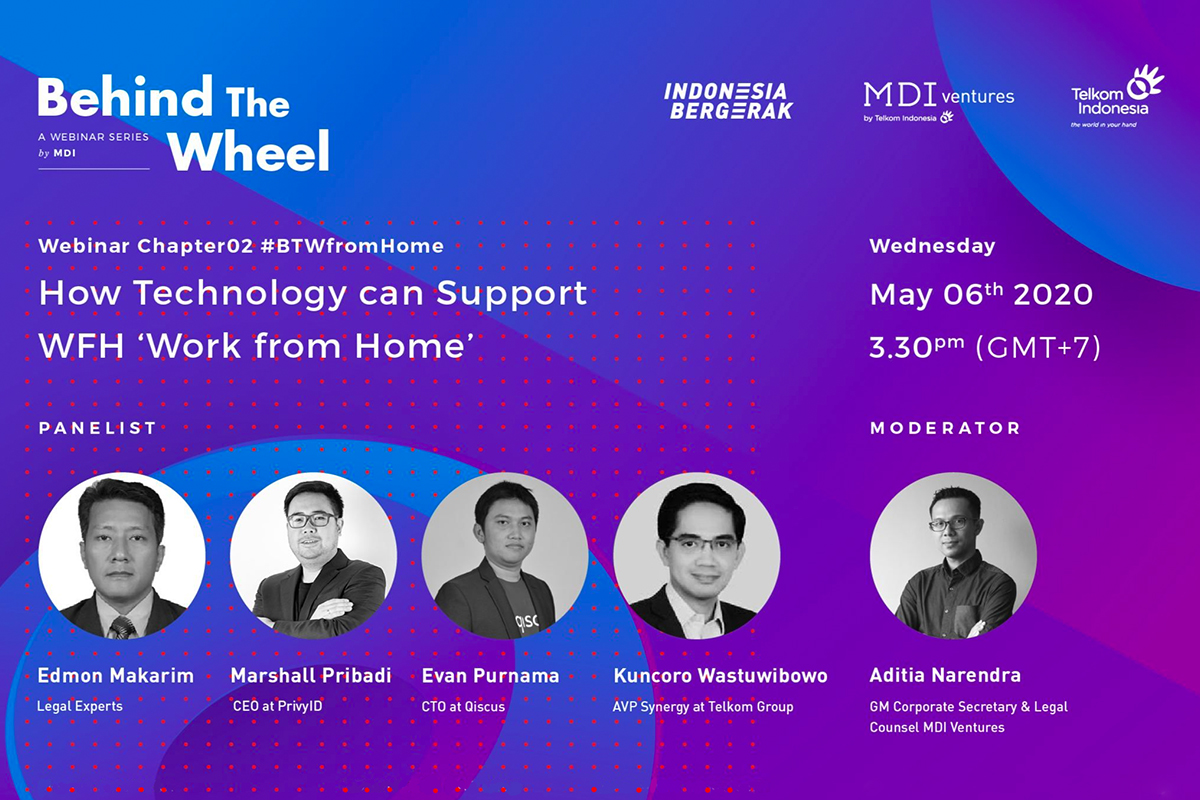 Behind The
A WEBINAR SERIES
by MDI
Wheel
INDONESIA
BERGERAK
MDI ventures
by Telkom Indonesia
Telkom
Indonesia
the world in your hand
Webinar Chapter02 #BTWfromHome
How Technology can Support
WFH ‘Work from Home’
Wednesday
May 06th 2020
3.30pm (GMT+7)
PANELIST
MODERATOR
qisc
Edmon Makarim
Legal Experts
Marshall Pribadi
CEO at PrivyID
Evan Purnama
CTO at Qiscus
Kuncoro Wastuwibowo
AVP Synergy at Telkom Group
Aditia Narendra
GM Corporate Secretary & Legal
Counsel MDI Ventures